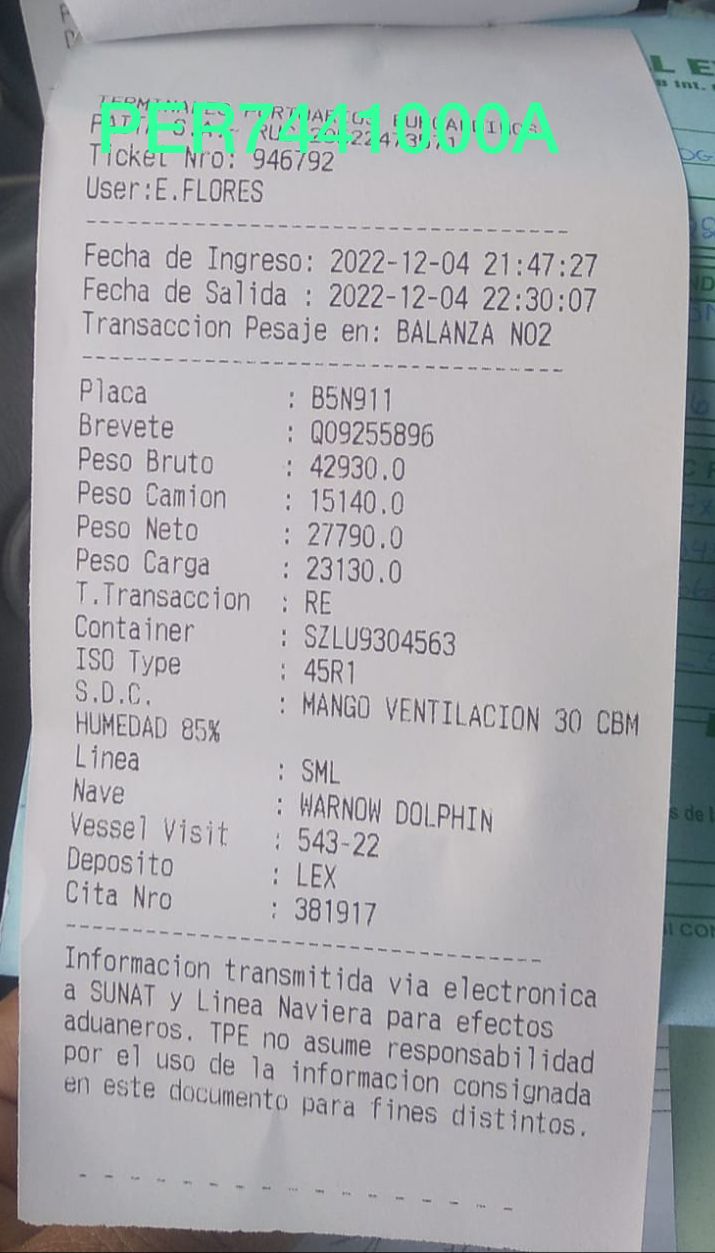 PER7441000A
Ticket Nro: 946792
User:E.FLORES
Fecha de Ingreso: 2022-12-04 21:47:27
Fecha de Salida : 2022-12-04 22:30:07
Transaccion Pesaje en: BALANZA NO2
Placa : B5N911
Brevete : Q09255896
Peso Bruto : 42930.0
Peso Camion : 15140.0
Peso Neto : 27790.0
Peso Carga : 23130.0
T.Transaccion : RE
Container : SZLU9304563
ISO Type : 45R1
S.D.C. : MANGO VENTILACION 30 CBM
HUMEDAD 85%
Linea : SML
Nave : WARNOW DOLPHIN
Vessel Visit : 543-22
Deposito : LEX
Cita Nro : 381917
Informacion transmitida via electronica
a SUNAT y Linea Naviera para efectos
aduaneros. TPE no asume responsabilidad
por el uso de la informacion consignada
en este documento para fines distintos.